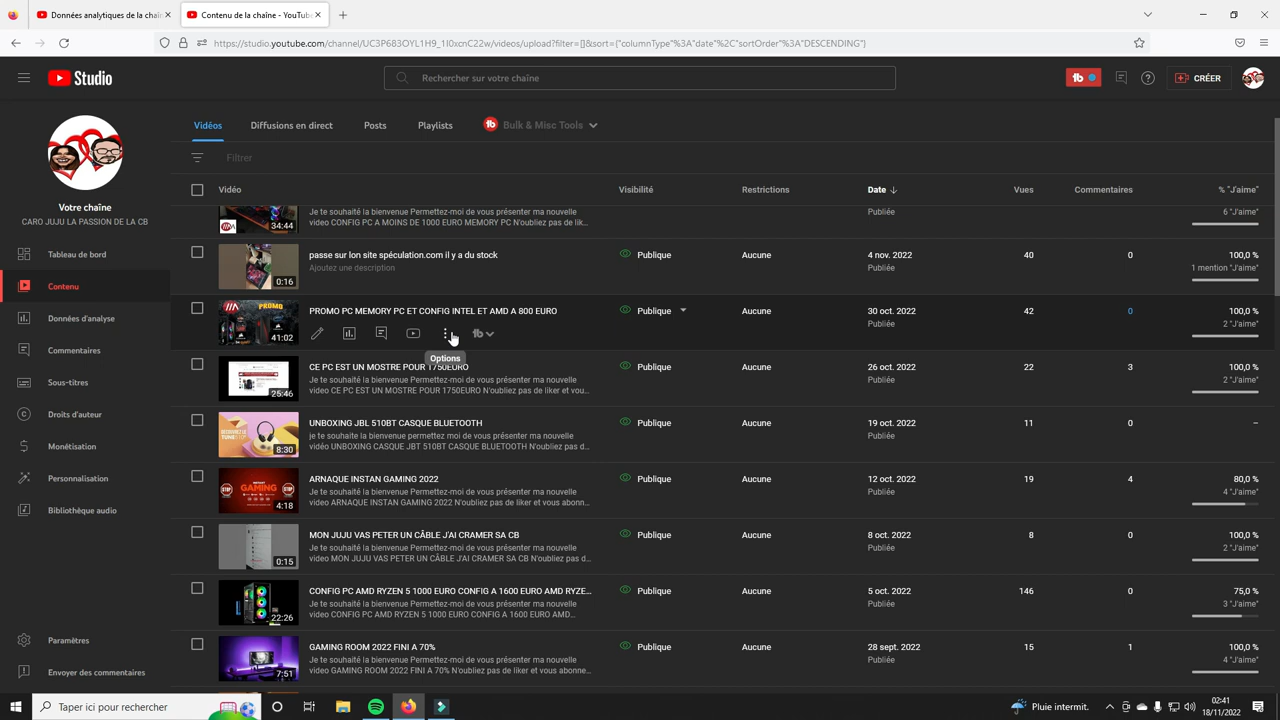 Données analytiques de la chaîn
Contenu de la chaîne - YouTube
https://studio.youtube.com/channel/UC3P683OYL1H9_1I0xcnC22w/videos/upload?filter=[]&sort={"columnType"%3A"date"%2C"sortOrder"%3A"DESCENDING"}
Studio
Rechercher sur votre chaîne
tb
CRÉER
Votre chaîne
CARO JUJU LA PASSION DE LA CB
Tableau de bord
Contenu
Données d'analyse
Commentaires
Sous-titres
Droits d'auteur
Monétisation
Personnalisation
Bibliothèque audio
Paramètres
Envoyer des commentaires
Vidéos Diffusions en direct Posts Playlists Bulk & Misc Tools
Filtrer
Vidéo Visibilité Restrictions Date Vues Commentaires % "J'aime"
34:44
Je te souhaité la bienvenue Permettez-moi de vous présenter ma nouvelle
video CONFIG PC A MOINS DE 1000 EURO MEMORY PC N'oubliez pas de lik...
Publiée
6 "J'aime"
passe sur lon site spéculation.com il y a du stock Publique Aucune 4 nov. 2022 40 0 100,0 %
Ajoutez une description Publiée 1 mention "J'aime"
0:16
PROMO PC MEMORY PC ET CONFIG INTEL ET AMD A 800 EURO Publique Aucune 30 oct. 2022 42 0 100,0 %
PROMO
Publiée 2 "J'aime"
41:02
tb
Options
CE PC EST UN MOSTRE POUR 1750EURO Publique Aucune 26 oct. 2022 22 3 100,0 %
Je te souhaité la bienvenue Permettez-moi de vous présenter ma nouvelle Publiée 2 "J'aime"
video CE PC EST UN MOSTRE POUR 1750EURO N'oubliez pas de liker et vou...
25:46
UNBOXING JBL 510BT CASQUE BLUETOOTH Publique Aucune 19 oct. 2022 11 0 –
je te souhaite la bienvenue permettez moi de vous présenter ma nouvelle Publiée
vidéo UNBOXING JBL 510BT CASQUE BLUETOOTH N'oubliez pas de liker et
8:30
ARNAQUE INSTAN GAMING 2022 Publique Aucune 12 oct. 2022 19 4 80,0 %
Je te souhaité la bienvenue Permettez-moi de vous présenter ma nouvelle Publiée 4 "J'aime"
video ARNAQUE INSTAN GAMING 2022 N'oubliez pas de liker et vous abonn...
STOP GAMING STOP
4:18
MON JUJU VAS PETER UN CÂBLE J'AI CRAMER SA CB Publique Aucune 8 oct. 2022 8 0 100,0 %
Je te souhaité la bienvenue Permettez-moi de vous présenter ma nouvelle Publiée 2 "J'aime"
video MON JUJU VAS PETER UN CÂBLE J'AI CRAMER SA CB N'oubliez pas d...
0:15
CONFIG PC AMD RYZEN 5 1000 EURO CONFIG A 1600 EURO AMD RYZE... Publique Aucune 5 oct. 2022 146 0 75,0 %
Je te souhaité la bienvenue Permettez-moi de vous présenter ma nouvelle Publiée 3 "J'aime"
video CONFIG PC AMD RYZEN 5 1000 EURO CONFIG A 1600 EURO AMD...
22:26
GAMING ROOM 2022 FINI A 70% Publique Aucune 28 sept. 2022 15 1 100,0 %
Je te souhaité la bienvenue Permettez-moi de vous présenter ma nouvelle Publiée 4 "J'aime"
video GAMING ROOM 2022 FINI A 70% N'oubliez pas de liker et vous abonn...
7:51
Taper ici pour rechercher
Pluie intermit.
02:41
18/11/2022